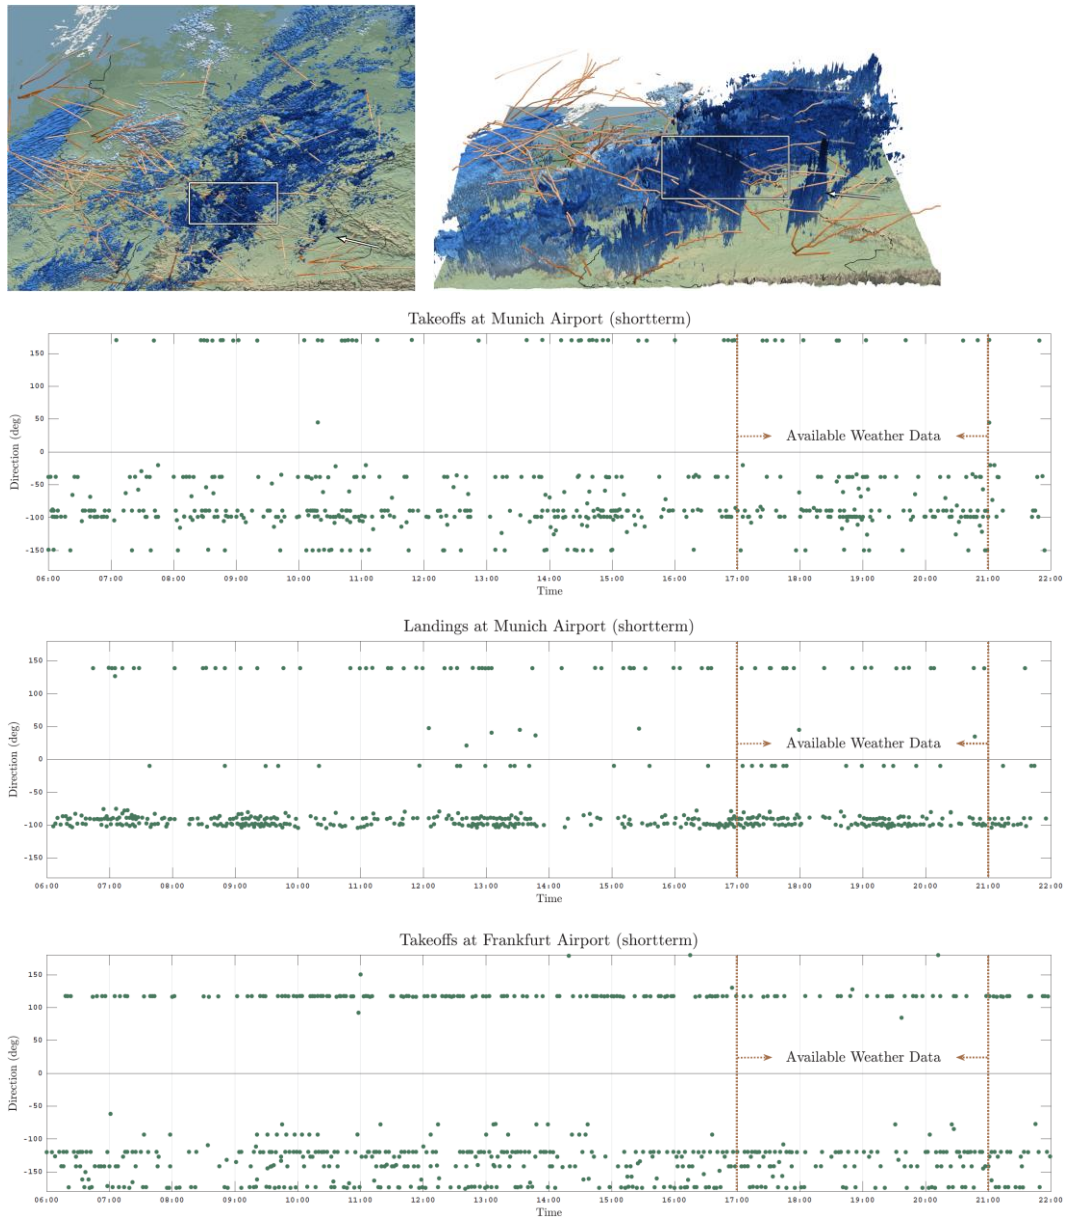 Takeoffs at Munich Airport (shortterm)
150
100
50
0
-50
-100
-150
Direction (deg)
Available Weather Data
06:00 07:00 08:00 09:00 10:00 11:00 12:00 13:00 14:00 15:00 16:00 17:00 18:00 19:00 20:00 21:00 22:00
Time
Landings at Munich Airport (shortterm)
150
100
50
0
-50
-100
-150
Direction (deg)
Available Weather Data
06:00 07:00 08:00 09:00 10:00 11:00 12:00 13:00 14:00 15:00 16:00 17:00 18:00 19:00 20:00 21:00 22:00
Time
Takeoffs at Frankfurt Airport (shortterm)
150
100
50
0
-50
-100
-150
Direction (deg)
Available Weather Data
06:00 07:00 08:00 09:00 10:00 11:00 12:00 13:00 14:00 15:00 16:00 17:00 18:00 19:00 20:00 21:00 22:00
Time